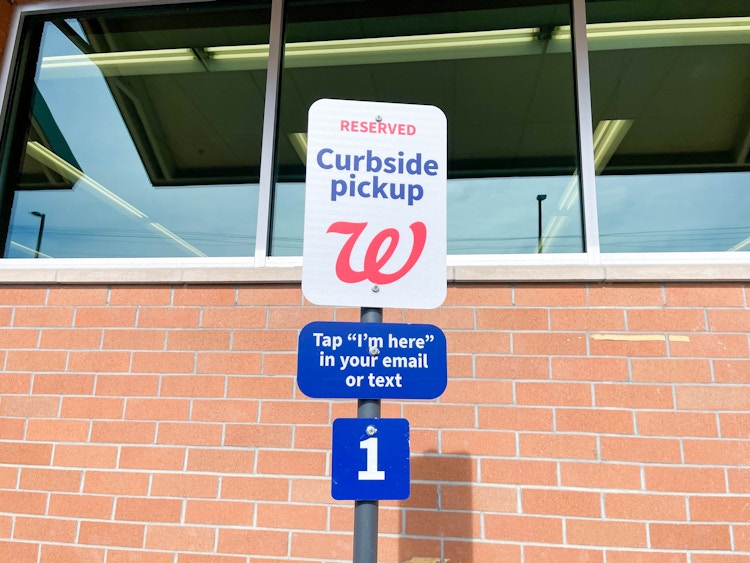 RESERVED
Curbside
pickup
W
Tap “I’m here”
in your email
or text
1